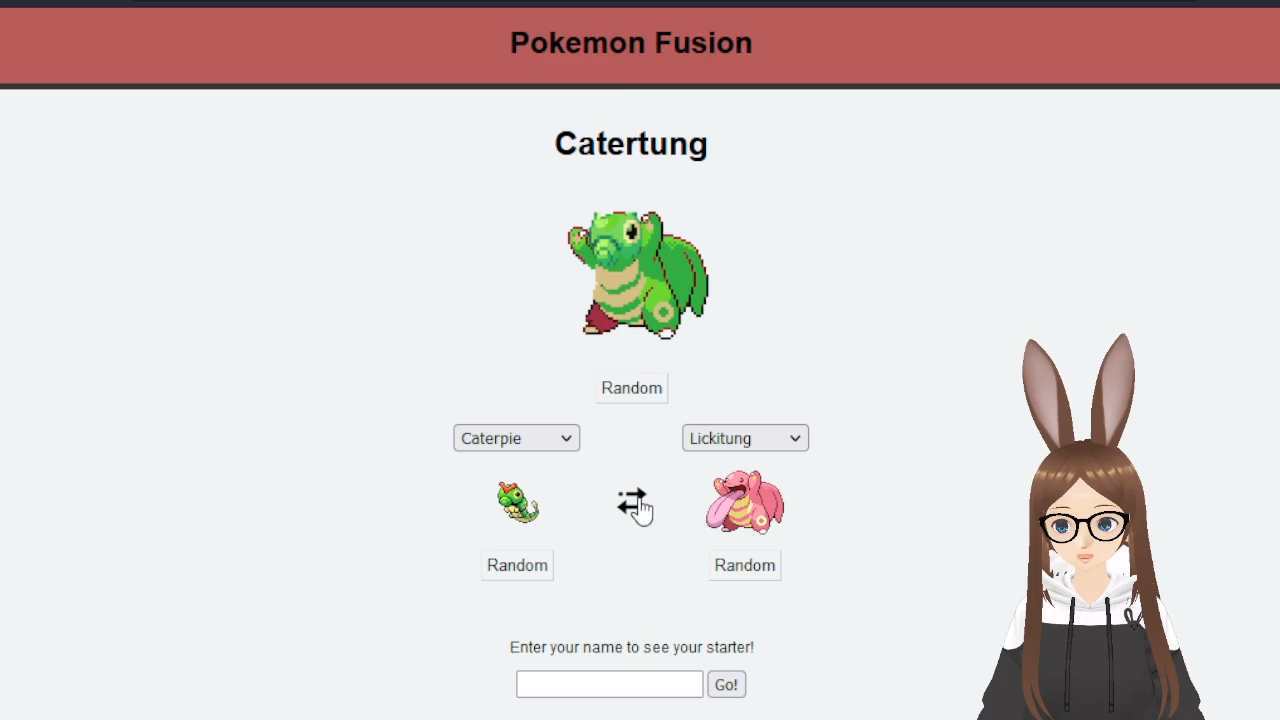 Pokemon Fusion
Catertung
Random
Caterpie
Lickitung
Random
Random
Enter your name to see your starter!
Go!